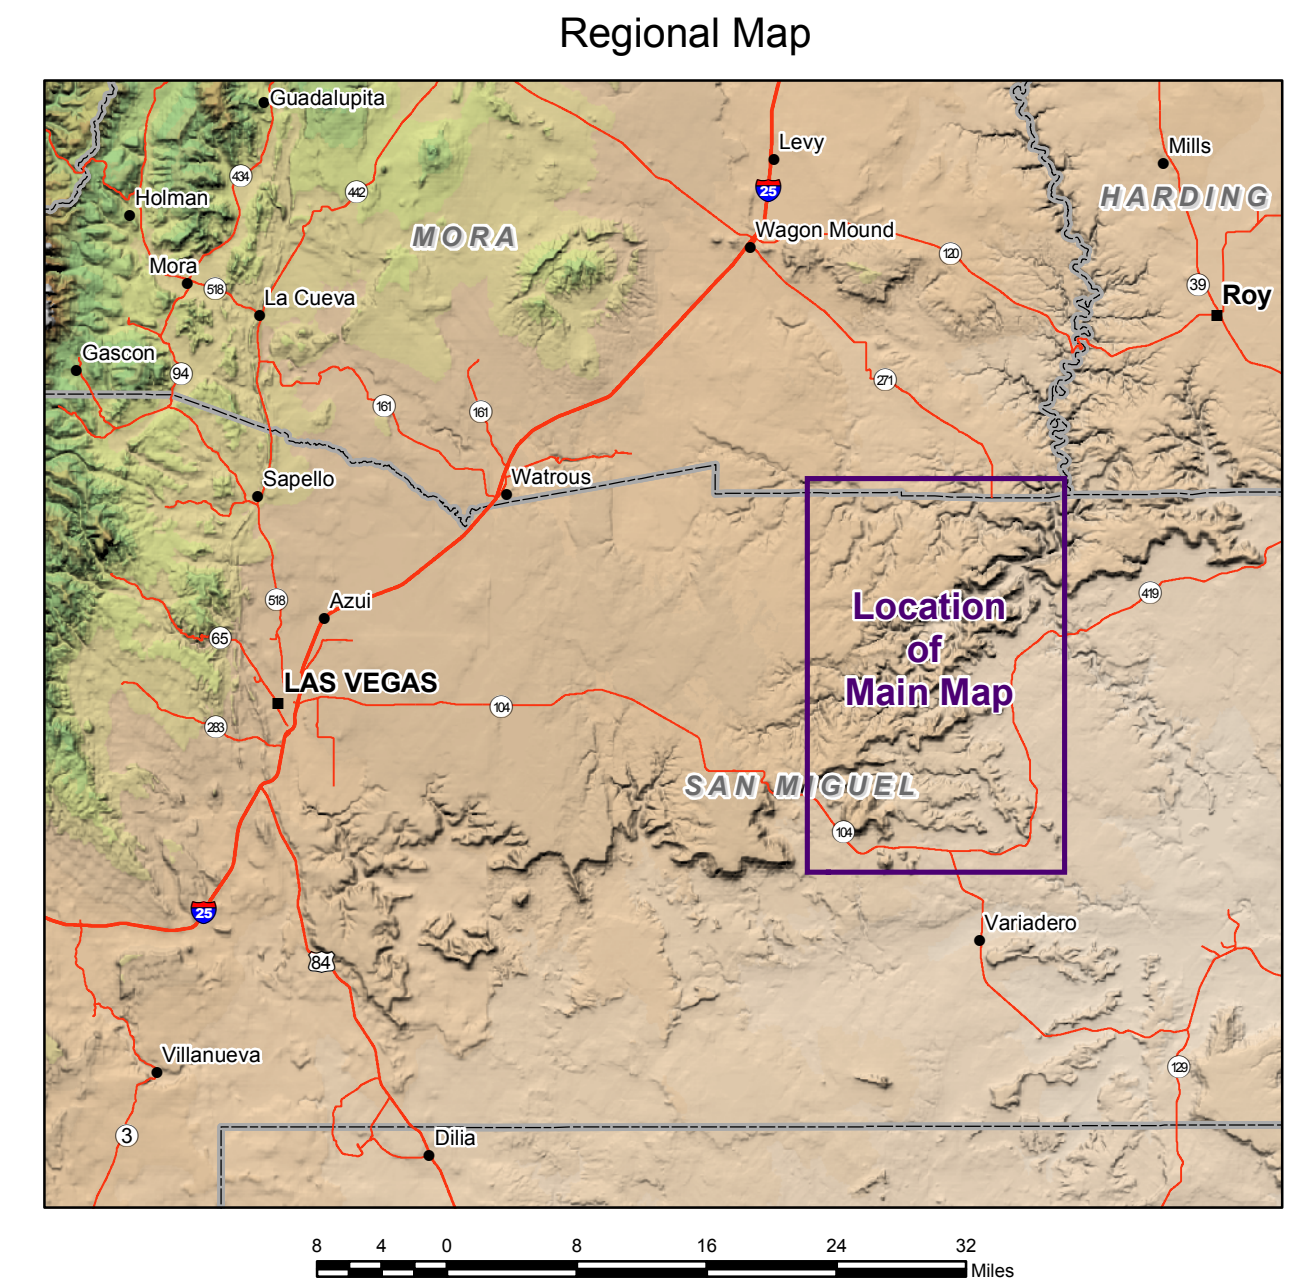 Regional Map
Guadalupita
Levy
Mills
434
442
25
Holman
HARDING
MORA
Wagon Mound
120
Mora
518
La Cueva
39
Roy
Gascon
94
161
161
271
Sapello
Watrous
518
Azui
419
Location
of
Main Map
65
LAS VEGAS
104
283
SAN MIGUEL
104
25
Variadero
84
Villanueva
129
3
Dilia
8 4 0 8 16 24 32
Miles